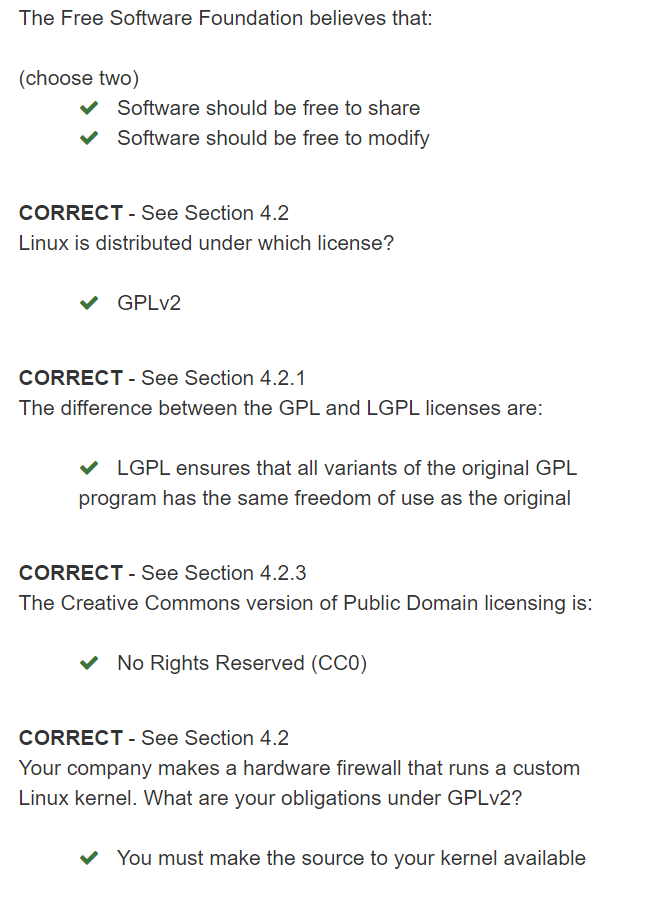 The Free Software Foundation believes that:
(choose two)
✔ Software should be free to share
✔ Software should be free to modify
CORRECT - See Section 4.2
Linux is distributed under which license?
✔ GPLv2
CORRECT - See Section 4.2.1
The difference between the GPL and LGPL licenses are:
✔ LGPL ensures that all variants of the original GPL
program has the same freedom of use as the original
CORRECT - See Section 4.2.3
The Creative Commons version of Public Domain licensing is:
✔ No Rights Reserved (CC0)
CORRECT - See Section 4.2
Your company makes a hardware firewall that runs a custom
Linux kernel. What are your obligations under GPLv2?
✔ You must make the source to your kernel available